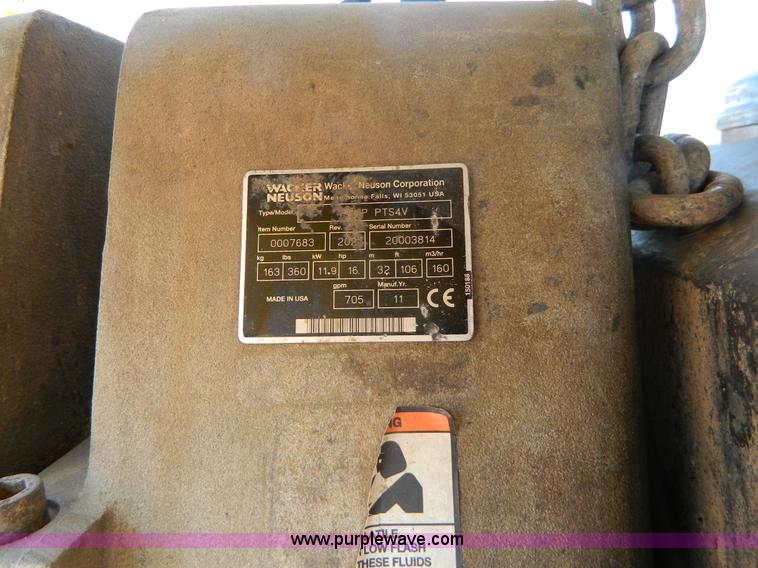 WACKER NEUSON Wacker Neuson Corporation
Menomonee Falls, WI 53051 USA
Type/Model PTS4V
Item Number Rev. Serial Number
0007683 20003814
kg lbs kW hp m ft m3/hr
163 360 11.9 16. 32 106 160
gpm Manuf.Yr.
MADE IN USA 705 11 CE
150188
FLOW FLASH
THESE FLUIDS
www.purplewave.com